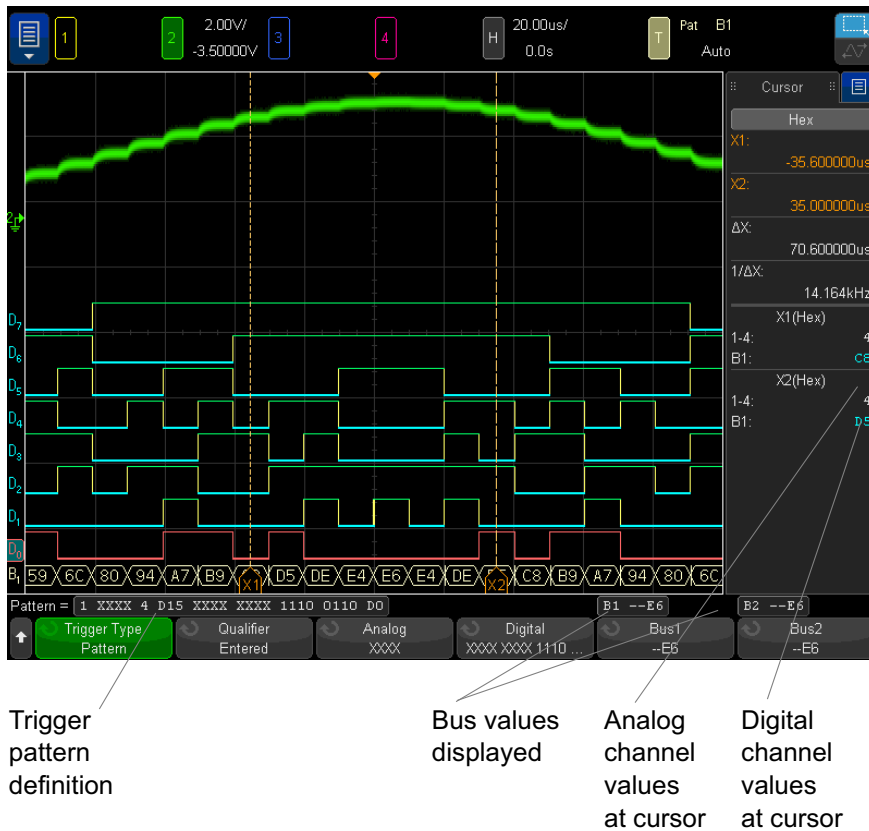 1
2
2.00V/
-3.50000V
3
4
H
20.00us/
0.0s
T
Pat B1
Auto
Cursor
Hex
X1:
-35.600000us
X2:
35.000000us
ΔX:
70.600000us
1/ΔX:
14.164kHz
X1(Hex)
1-4: 4
B1: C8
X2(Hex)
1-4: 4
B1: D5
2
D7
D6
D5
D4
D3
D2
D1
D0
B1 59 6C 80 94 A7 B9 D5 DE E4 E6 E4 DE C8 B9 A7 94 80 6C
X1 X2
Pattern = 1 XXXX 4 D15 XXXX XXXX 1110 0110 D0
B1 --E6
B2 --E6
Trigger Type
Pattern
Qualifier
Entered
Analog
XXXX
Digital
XXXX XXXX 1110 ...
Bus1
--E6
Bus2
--E6
Trigger
pattern
definition
Bus values
displayed
Analog
channel
values
at cursor
Digital
channel
values
at cursor